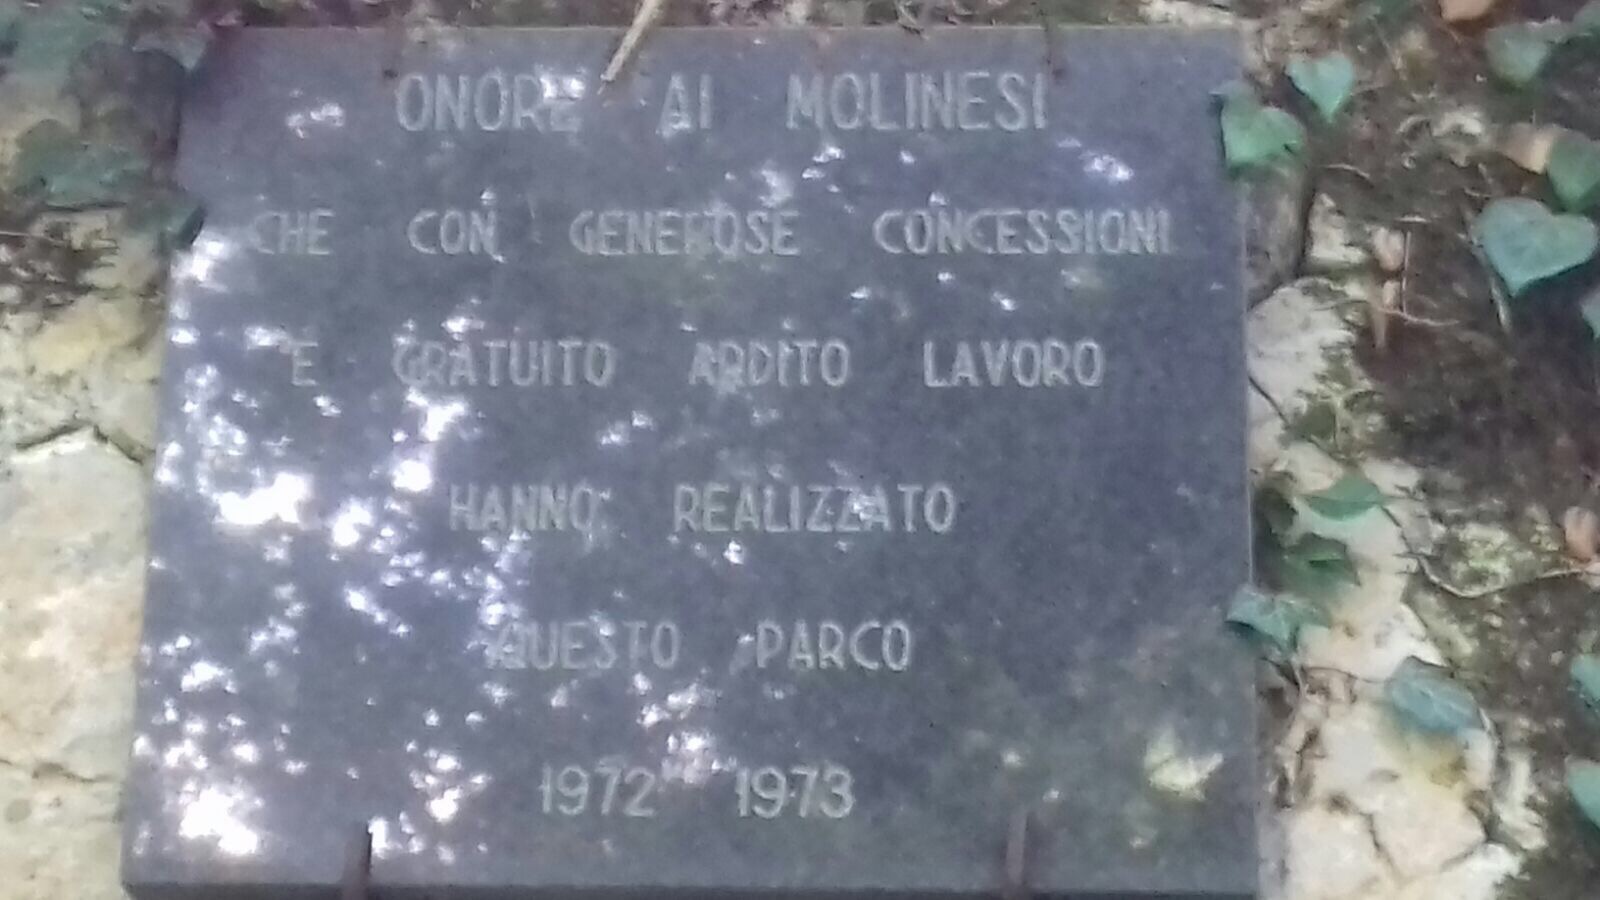 ONORE AI MOLINESI
CHE CON GENEROSE CONCESSIONI
E GRATUITO ARDITO LAVORO
HANNO REALIZZATO
QUESTO PARCO
1972 1973